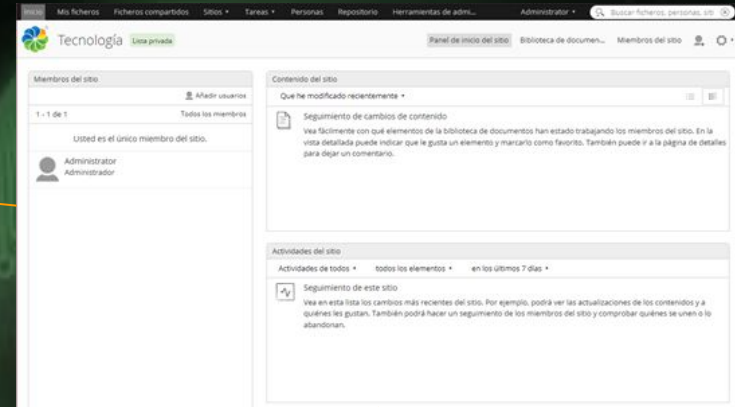 Inicio Mis ficheros Ficheros compartidos Sitios Tareas Personas Repositorio Herramientas de admi... Administrator Buscar ficheros, personas, siti
Tecnología Lista privada Panel de inicio del sitio Biblioteca de documen... Miembros del sitio
Miembros del sitio
Añadir usuarios
1 - 1 de 1 Todos los miembros
Usted es el único miembro del sitio.
Administrator
Administrador
Contenido del sitio
Que he modificado recientemente
Seguimiento de cambios de contenido
Vea fácilmente con qué elementos de la biblioteca de documentos han estado trabajando los miembros del sitio. En la
vista detallada puede indicar que le gusta un elemento y marcarlo como favorito. También puede ir a la página de detalles
para dejar un comentario.
Actividades del sitio
Actividades de todos todos los elementos en los últimos 7 días
Seguimiento de este sitio
Vea en esta lista los cambios más recientes del sitio. Por ejemplo, podrá ver las actualizaciones de los contenidos y a
quiénes les gustan. También podrá hacer un seguimiento de los miembros del sitio y comprobar quiénes se unen o lo
abandonan.